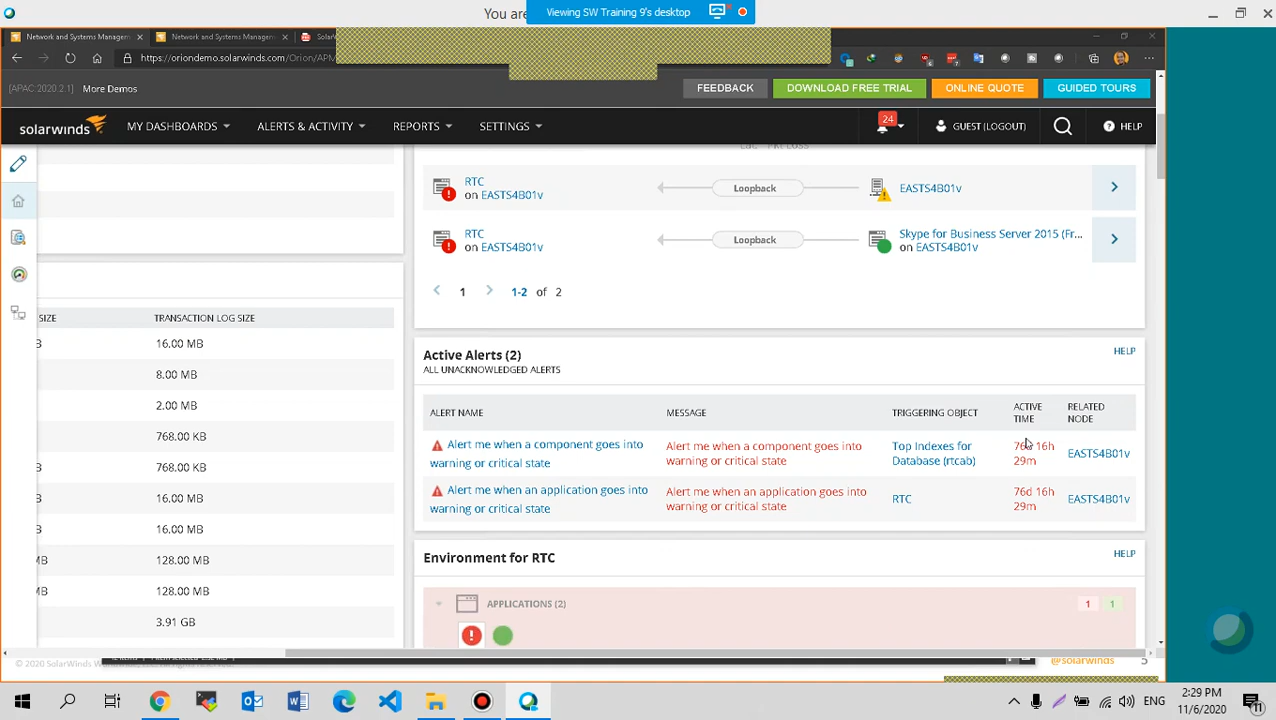 You are
Viewing SW Training 9's desktop
Network and Systems Managem
Network and Systems Managem
SolarW
https://oriondemo.solarwinds.com/Orion/APM
[APAC:2020.2.1] More Demos
FEEDBACK
DOWNLOAD FREE TRIAL
ONLINE QUOTE
GUIDED TOURS
solarwinds
MY DASHBOARDS
ALERTS & ACTIVITY
REPORTS
SETTINGS
24
GUEST (LOGOUT)
HELP
Lat. Pkt-Loss
RTC
on EASTS4B01v
Loopback
EASTS4B01v
RTC
on EASTS4B01v
Loopback
Skype for Business Server 2015 (Fr...
on EASTS4B01v
1
1-2 of 2
SIZE
TRANSACTION LOG SIZE
B
16.00 MB
8.00 MB
2.00 MB
B
768.00 KB
B
768.00 KB
B
16.00 MB
16.00 MB
MB
128.00 MB
MB
128.00 MB
3.91 GB
Active Alerts (2)
HELP
ALL UNACKNOWLEDGED ALERTS
ALERT NAME
MESSAGE
TRIGGERING OBJECT
ACTIVE TIME
RELATED NODE
Alert me when a component goes into
warning or critical state
Alert me when a component goes into
warning or critical state
Top Indexes for
Database (rtcab)
76d 16h
29m
EASTS4B01v
Alert me when an application goes into
warning or critical state
Alert me when an application goes into
warning or critical state
RTC
76d 16h
29m
EASTS4B01v
Environment for RTC
HELP
APPLICATIONS (2)
1
1
© 2020 SolarWinds
@solarwinds
5
ENG
2:29 PM
11/6/2020